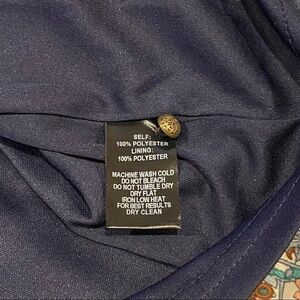 SELF:
100% POLYESTER
LINING:
100% POLYESTER
MACHINE WASH COLD
DO NOT BLEACH
DO NOT TUMBLE DRY
DRY FLAT
IRON LOW HEAT
FOR BEST RESULTS
DRY CLEAN